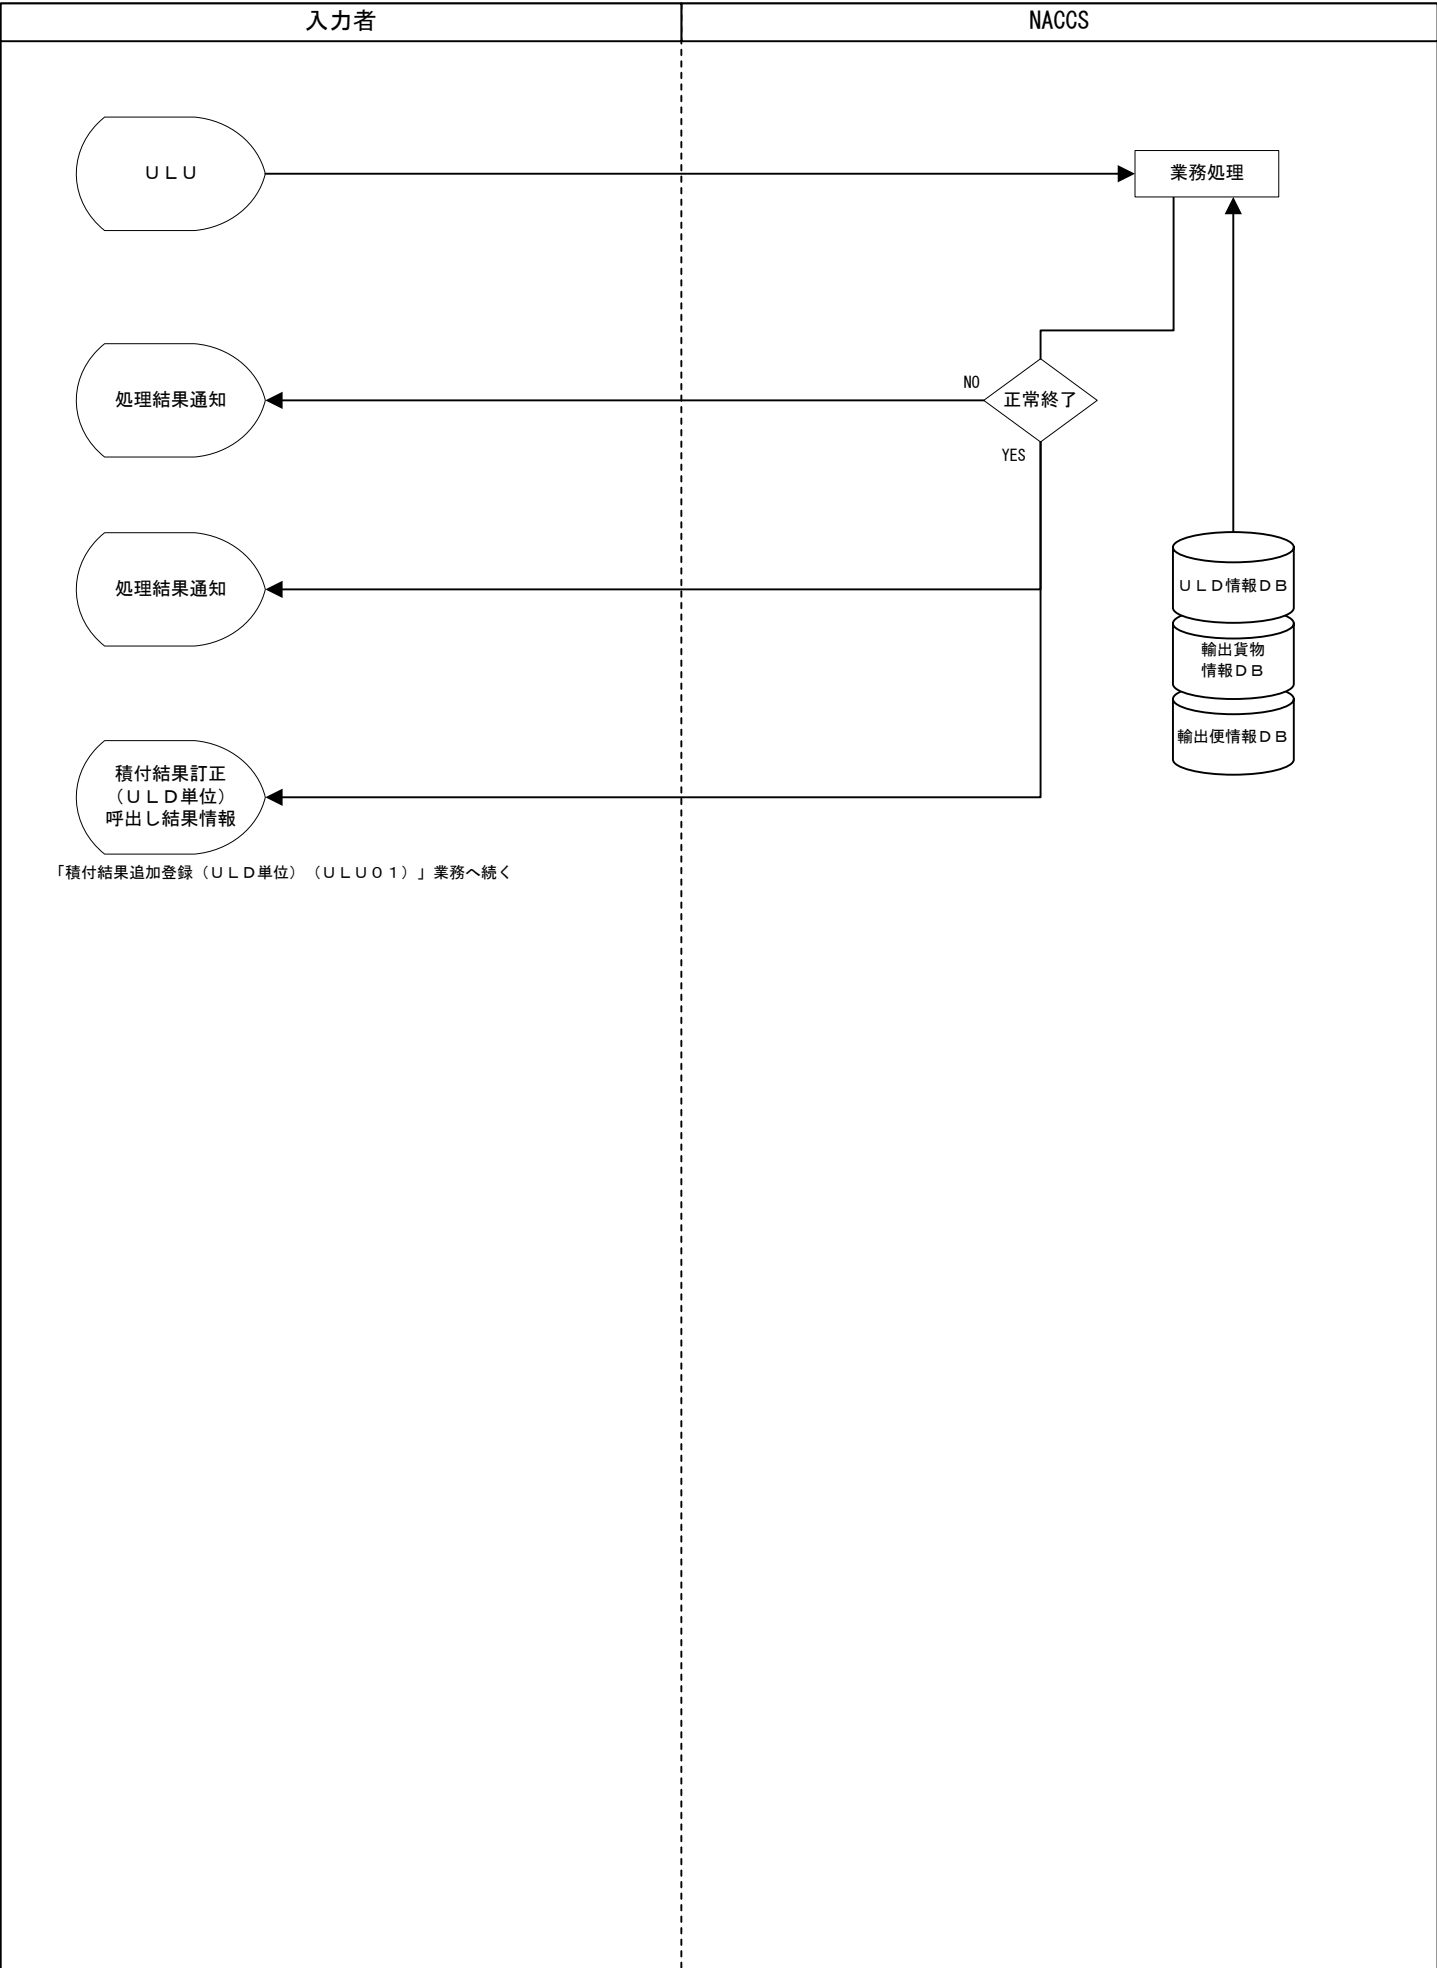 入力者
NACCS
ＵＬＵ
業務処理
処理結果通知
NO
正常終了
YES
処理結果通知
ＵＬＤ情報ＤＢ
輸出貨物
情報ＤＢ
輸出便情報ＤＢ
積付結果訂正
（ＵＬＤ単位）
呼出し結果情報
「積付結果追加登録（ＵＬＤ単位）（ＵＬＵ０１）」業務へ続く